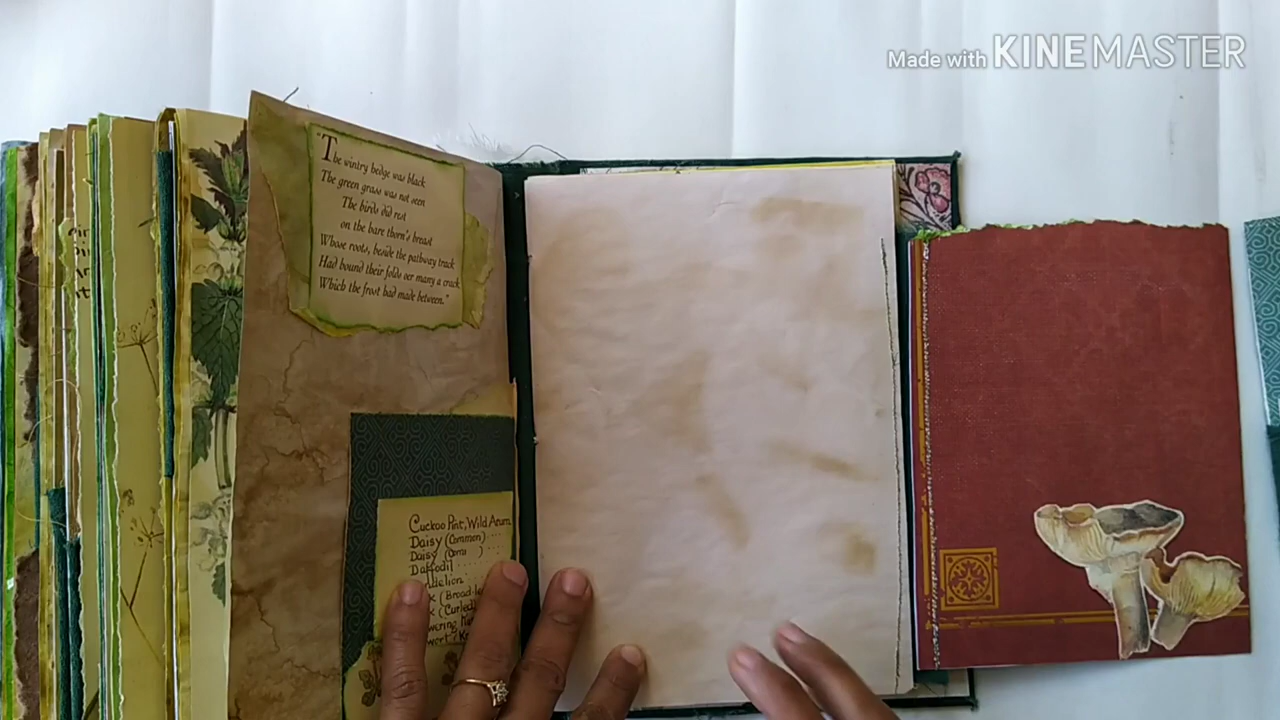 Made with KINEMASTER
"The wintry hedge was black
The green grass was not seen
The birds did rest
on the bare thorn's breast
Whose roots, beside the pathway track
Had bound their folds oer many a crack
Which the frost had made between."
Cuckoo Pint, Wild Arum
Daisy (Common) ....
Daisy (
Daffodil